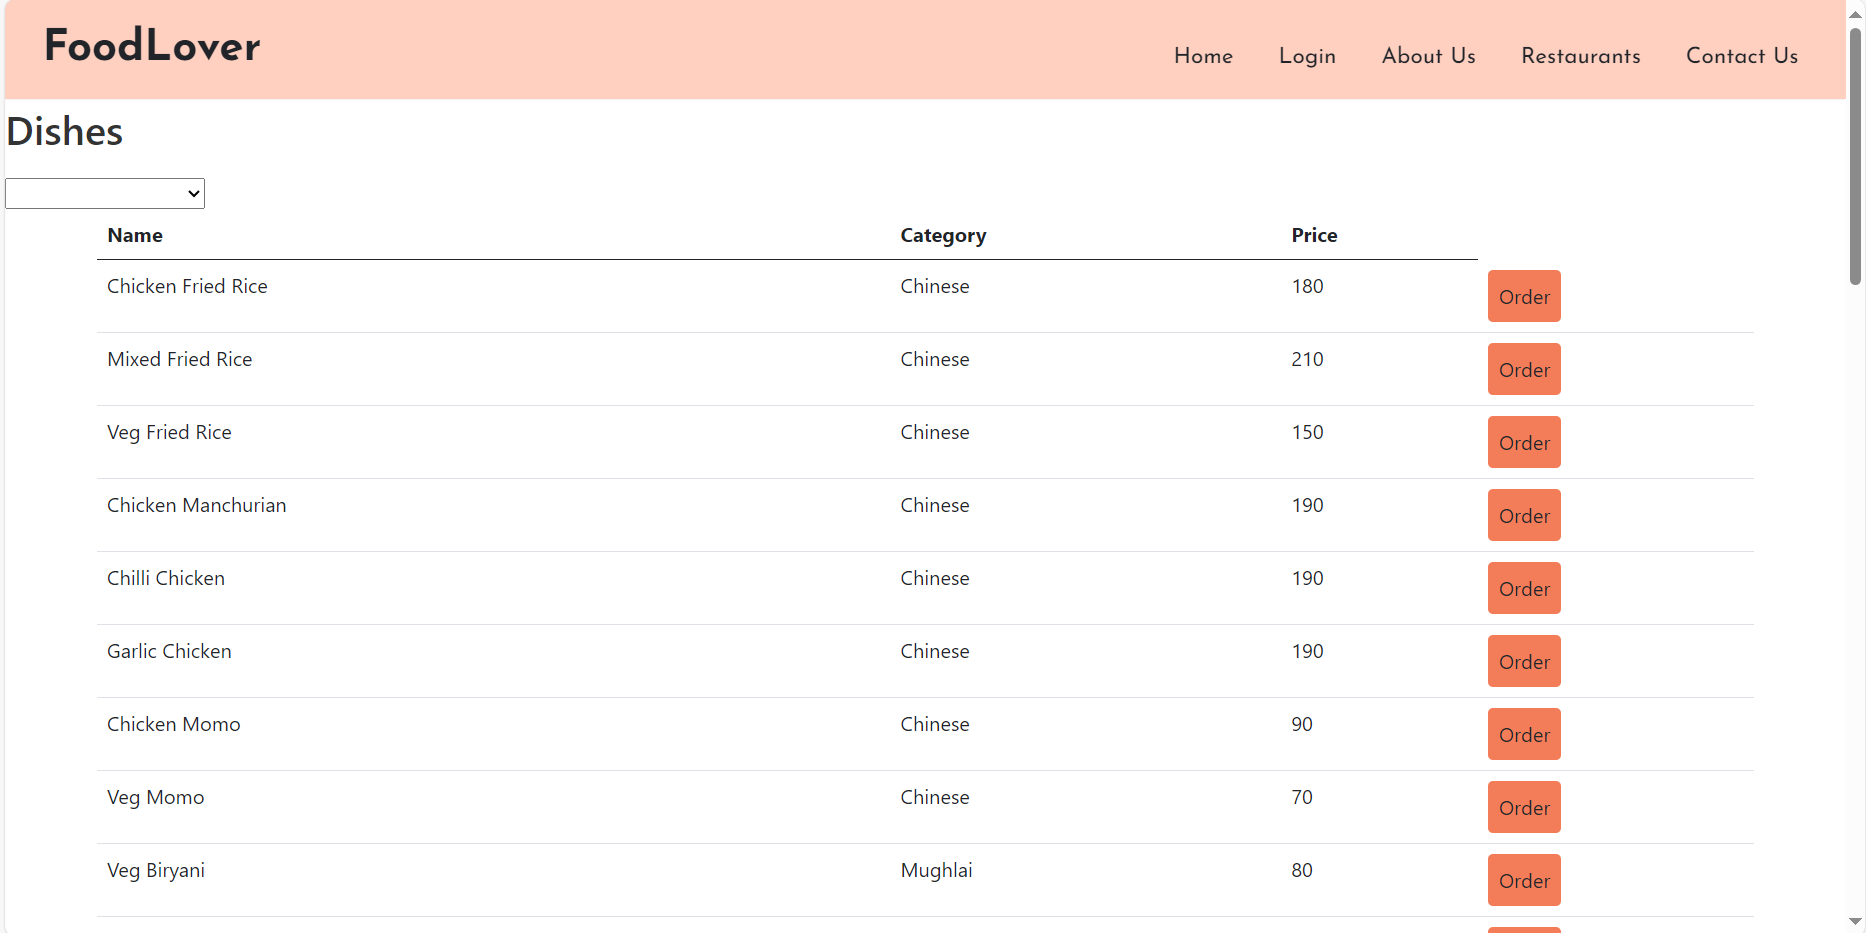 FoodLover
Home Login About Us Restaurants Contact Us
Dishes
Name Category Price
Chicken Fried Rice Chinese 180 Order
Mixed Fried Rice Chinese 210 Order
Veg Fried Rice Chinese 150 Order
Chicken Manchurian Chinese 190 Order
Chilli Chicken Chinese 190 Order
Garlic Chicken Chinese 190 Order
Chicken Momo Chinese 90 Order
Veg Momo Chinese 70 Order
Veg Biryani Mughlai 80 Order